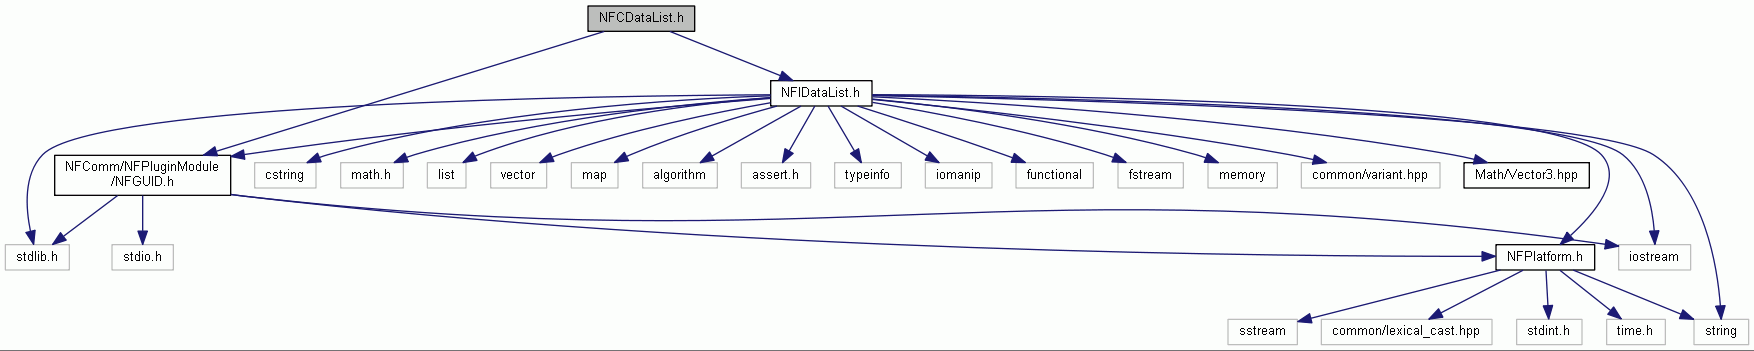 NFCDataList.h
NFIDataList.h
NFComm/NFPluginModule
/NFGUID.h
cstring
math.h
list
vector
map
algorithm
assert.h
typeinfo
iomanip
functional
fstream
memory
common/variant.hpp
Math/Vector3.hpp
stdlib.h
stdio.h
NFPlatform.h
iostream
sstream
common/lexical_cast.hpp
stdint.h
time.h
string